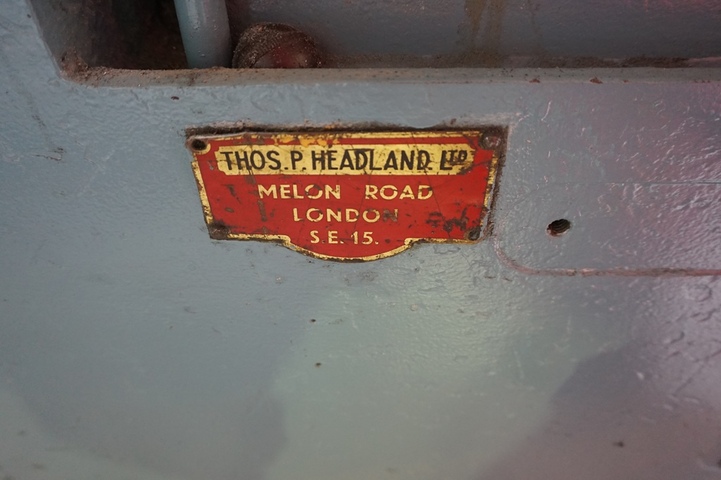 THOS. P. HEADLAND. LTD
MELON ROAD
LONDON
S.E.15.